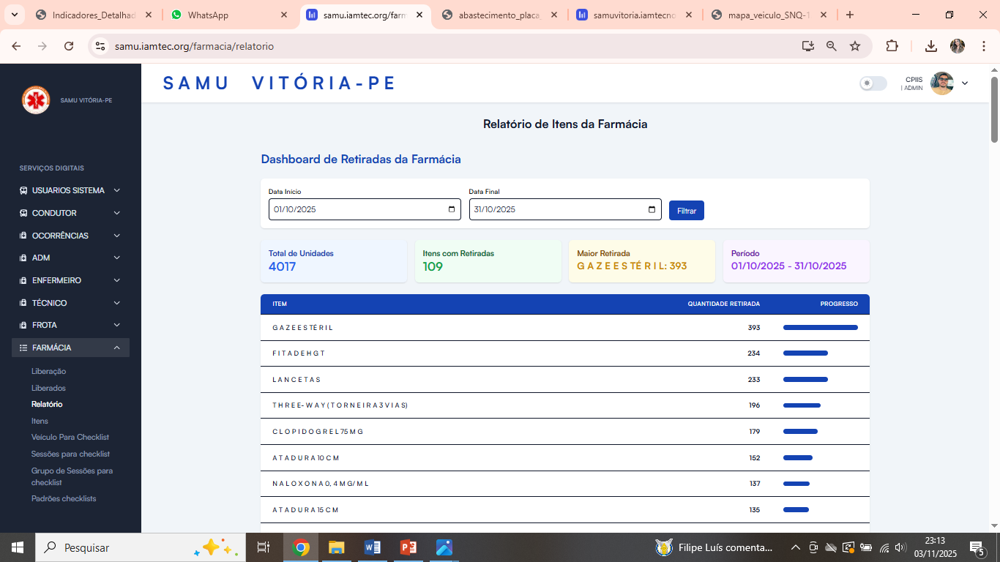 Indicadores_Detalhad
WhatsApp
samu.iamtec.org/farm
abastecimento_placa_
samuvitoria.iamtecno
mapa_veiculo_SNQ-1
samu.iamtec.org/farmacia/relatorio
SAMU VITÓRIA-PE
SAMU VITÓRIA-PE
CPIIS
| ADMIN
SERVIÇOS DIGITAIS
USUARIOS SISTEMA
CONDUTOR
OCORRÊNCIAS
ADM
ENFERMEIRO
TÉCNICO
FROTA
FARMÁCIA
Liberação
Liberados
Relatório
Itens
Veículo Para Checklist
Sessões para checklist
Grupo de Sessões para
checklist
Padrões checklists
Relatório de Itens da Farmácia
Dashboard de Retiradas da Farmácia
Data Início
Data Final
01/10/2025
31/10/2025
Filtrar
Total de Unidades
4017
Itens com Retiradas
109
Maior Retirada
G A Z E E S T É R I L: 393
Período
01/10/2025 - 31/10/2025
ITEM QUANTIDADE RETIRADA PROGRESSO
G A Z E E S T É R I L 393
F I T A D E H G T 234
L A N C E T A S 233
T H R E E - W A Y ( T O R N E I R A 3 V I A S ) 196
C L O P I D O G R E L 75 M G 179
A T A D U R A 10 C M 152
N A L O X O N A 0, 4 M G / M L 137
A T A D U R A 15 C M 135
Pesquisar
Filipe Luís comenta...
23:13
03/11/2025
5